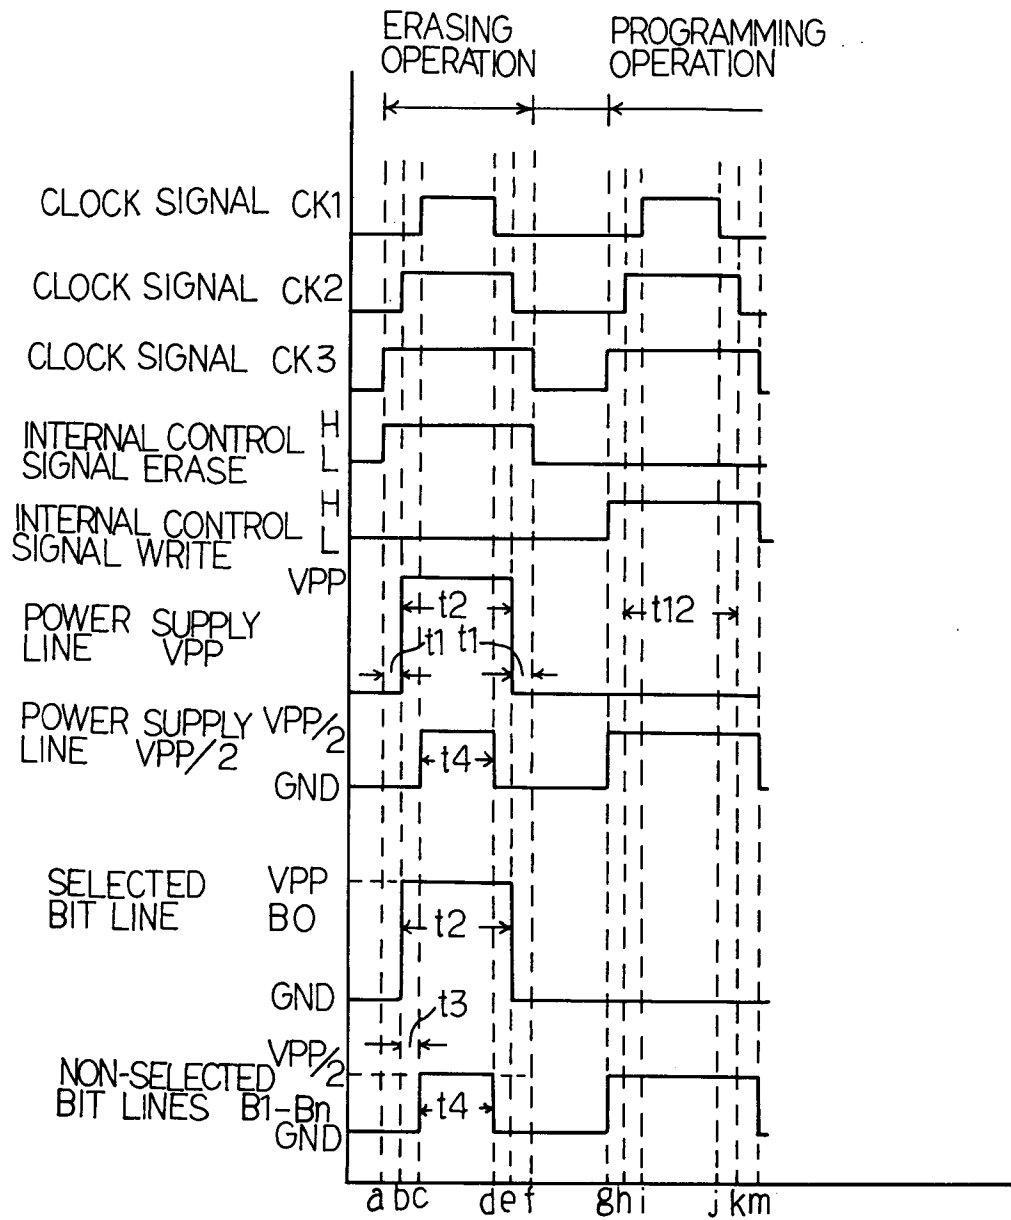 ERASING
OPERATION
PROGRAMMING
OPERATION
CLOCK SIGNAL CK1
CLOCK SIGNAL CK2
CLOCK SIGNAL CK3
INTERNAL CONTROL H
SIGNAL ERASE L
INTERNAL CONTROL H
SIGNAL WRITE L
VPP
t2
t12
POWER SUPPLY
LINE VPP
t1 t1
POWER SUPPLY VPP/2
LINE VPP/2
t4
GND
SELECTED VPP
BIT LINE B0
t2
GND
t3
VPP/2
NON-SELECTED
BIT LINES B1-Bn
t4
GND
a b c d e f g h i j k m